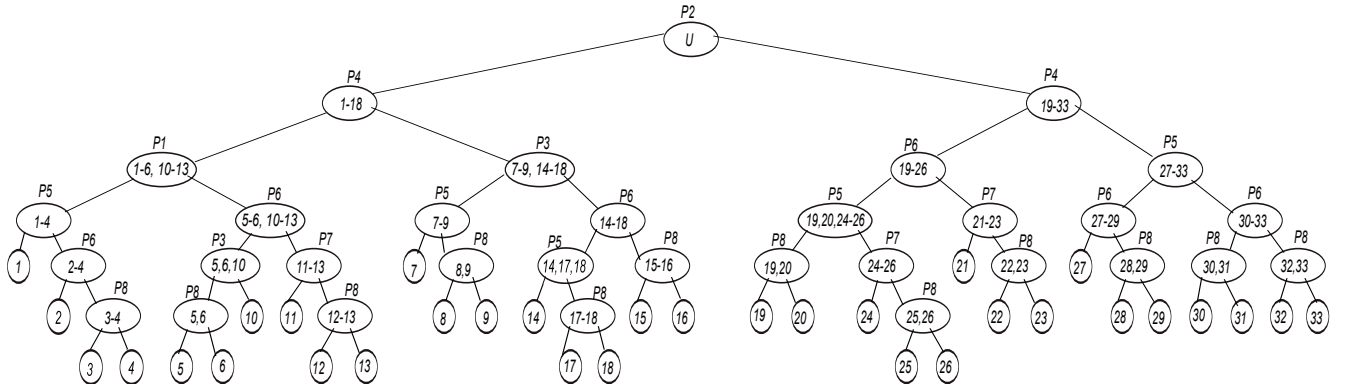 P2
U
P4 P4
1-18 19-33
P1 P3 P6 P5
1-6, 10-13 7-9, 14-18 19-26 27-33
P5 P6 P5 P6 P5 P7 P6 P6
1-4 5-6, 10-13 7-9 14-18 19,20,24-26 21-23 27-29 30-33
P6 P3 P7 P8 P5 P8 P8 P7 P8 P8 P8 P8
1 2-4 5,6,10 11-13 7 8,9 14,17,18 15-16 19,20 24-26 21 22,23 27 28,29 30,31 32,33
P8 P8 P8 P8 P8
2 3-4 5,6 10 11 12-13 8 9 14 17-18 15 16 19 20 24 25,26 22 23 28 29 30 31 32 33
3 4 5 6 12 13 17 18 25 26